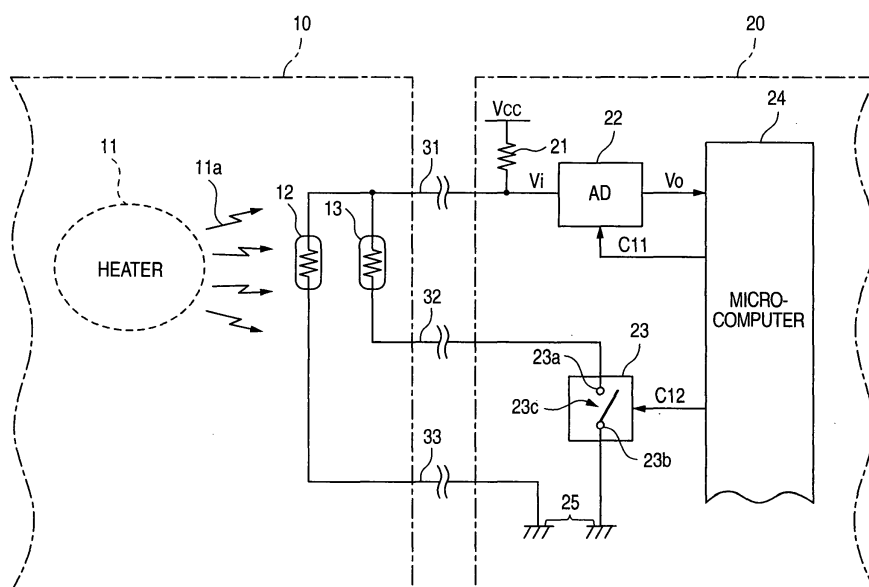 10
20
24
Vcc
22
11
11a
31
21
12
13
Vi
AD
Vo
HEATER
C11
MICRO-
COMPUTER
32
23
23a
23c
C12
33
23b
25